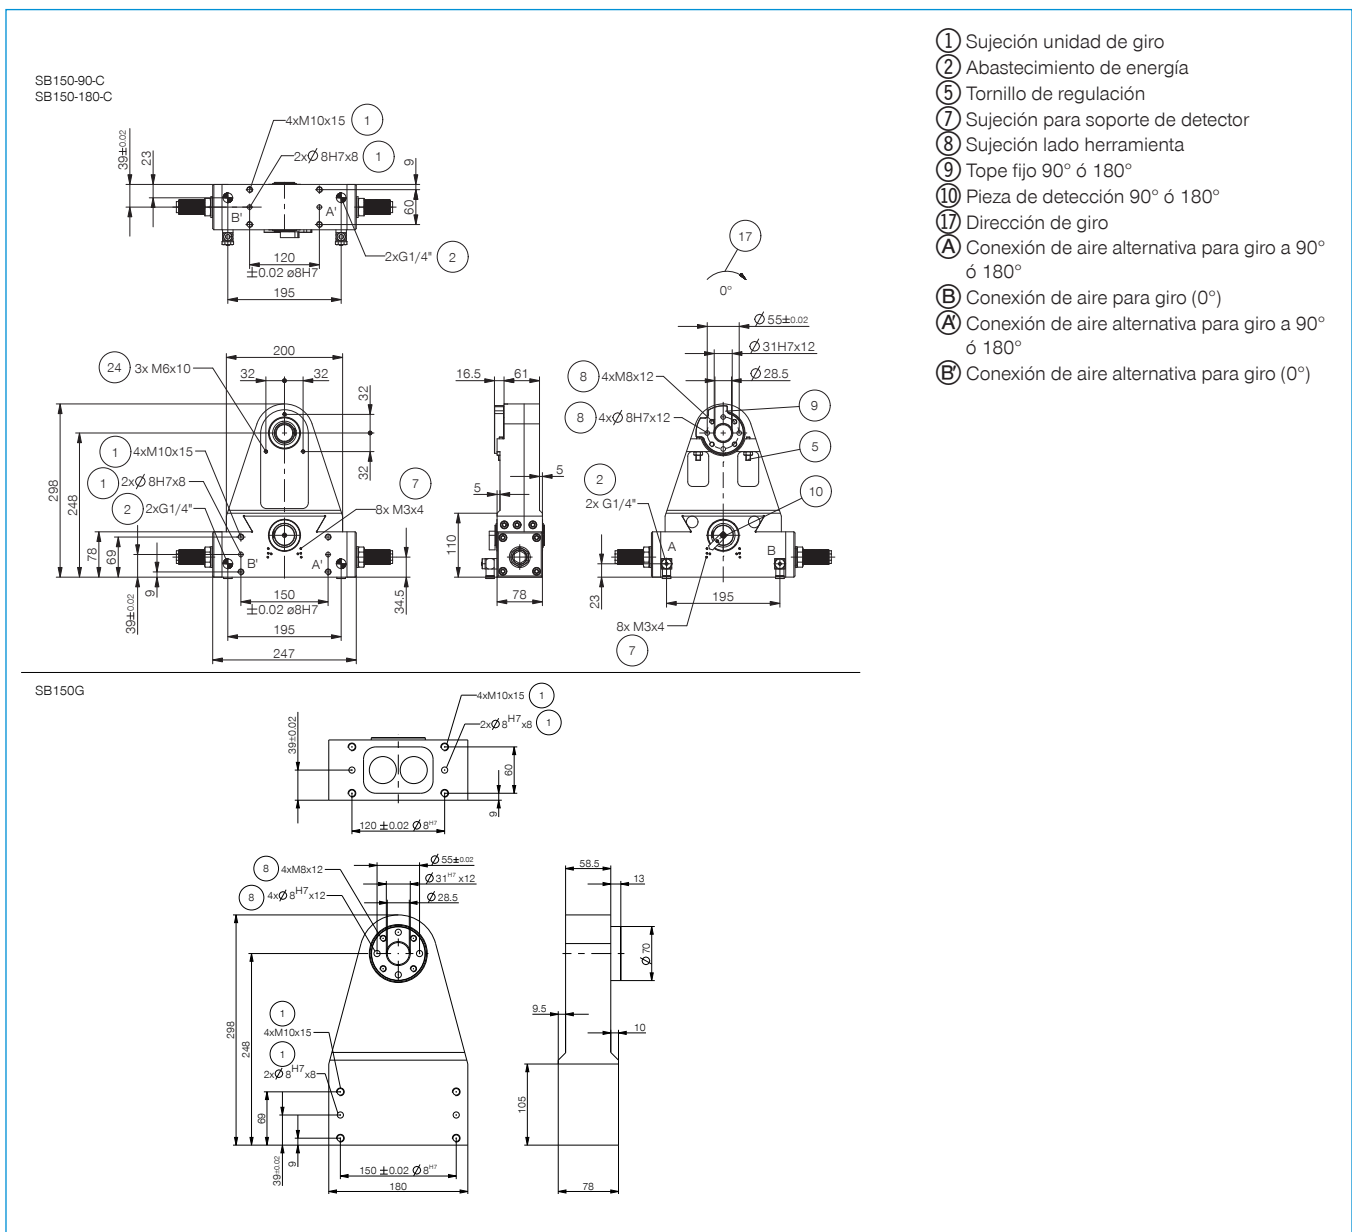 SB150-90-C
SB150-180-C
4xM10x15 1
2xØ 8H7x8 1
39±0.02
23
9
60
B' A'
120
±0.02 ø8H7
2xG1/4" 2
195
17
0°
200
24 3x M6x10
32 32
32
32
1 4xM10x15
1 2xØ 8H7x8
2 2xG1/4"
7
8x M3x4
298
248
78
69
39±0.02
9
B' A'
34.5
150
±0.02 ø8H7
195
247
16.5 61
5
5
110
78
Ø 55±0.02
Ø 31H7x12
8 4xM8x12 Ø 28.5
8 4xØ 8H7x12 9
5
2
2x G1/4"
10
A B
23
195
8x M3x4
7
SB150G
4xM10x15 1
2xØ 8H7x8 1
39±0.02
60
9
120 ±0.02 Ø 8H7
Ø 55±0.02
8 4xM8x12 Ø 31H7 x12
8 4xØ 8H7x12 Ø 28.5
298
248
1
4xM10x15
1
2xØ 8H7x8
69
39±0.02
9
150 ±0.02 Ø 8H7
180
58.5
13
Ø 70
9.5
10
105
78
1 Sujeción unidad de giro
2 Abastecimiento de energía
5 Tornillo de regulación
7 Sujeción para soporte de detector
8 Sujeción lado herramienta
9 Tope fijo 90° ó 180°
10 Pieza de detección 90° ó 180°
17 Dirección de giro
A Conexión de aire alternativa para giro a 90°
ó 180°
B Conexión de aire para giro (0°)
A' Conexión de aire alternativa para giro a 90°
ó 180°
B' Conexión de aire alternativa para giro (0°)